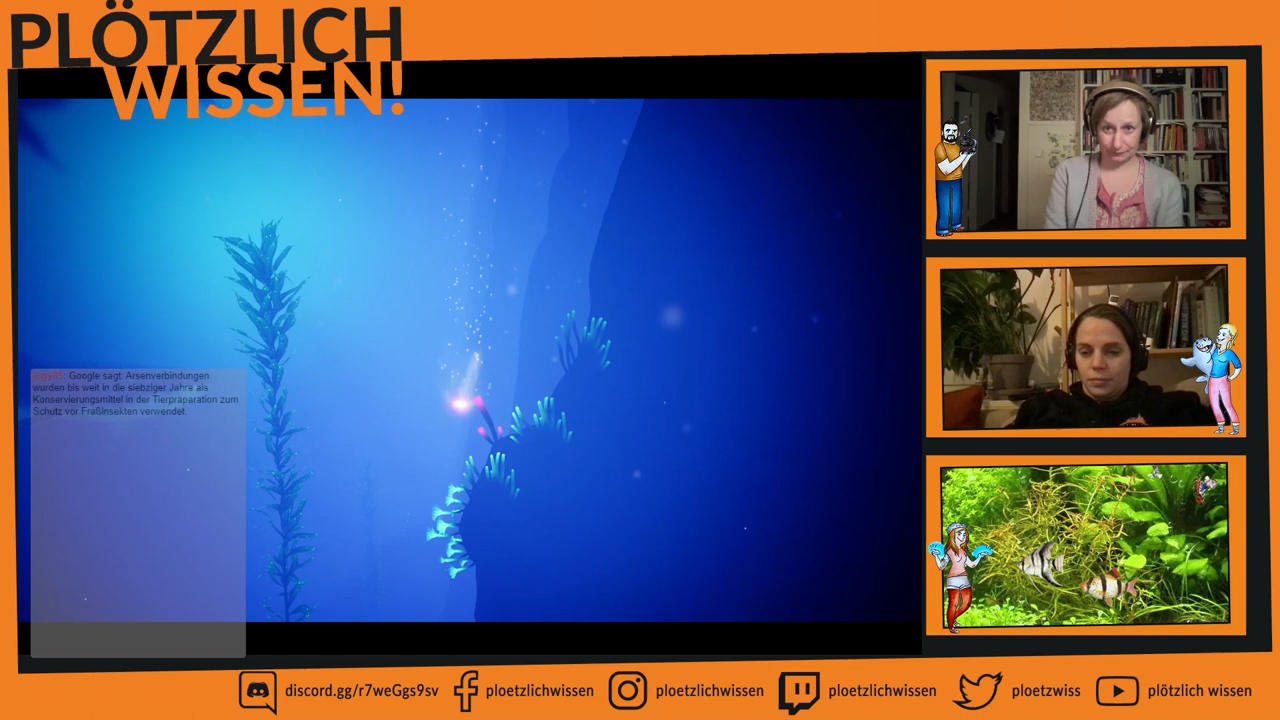 PLÖTZLICH
WISSEN!
Google sagt: Arsenverbindungen
wurden bis weit in die siebziger Jahre als
Konservierungsmittel in der Tierpräparation zum
Schutz vor Fraßinsekten verwendet.
discord.gg/r7weGgs9sv
ploetzlichwissen
ploetzlichwissen
ploetzlichwissen
ploetzwiss
plötzlich wissen